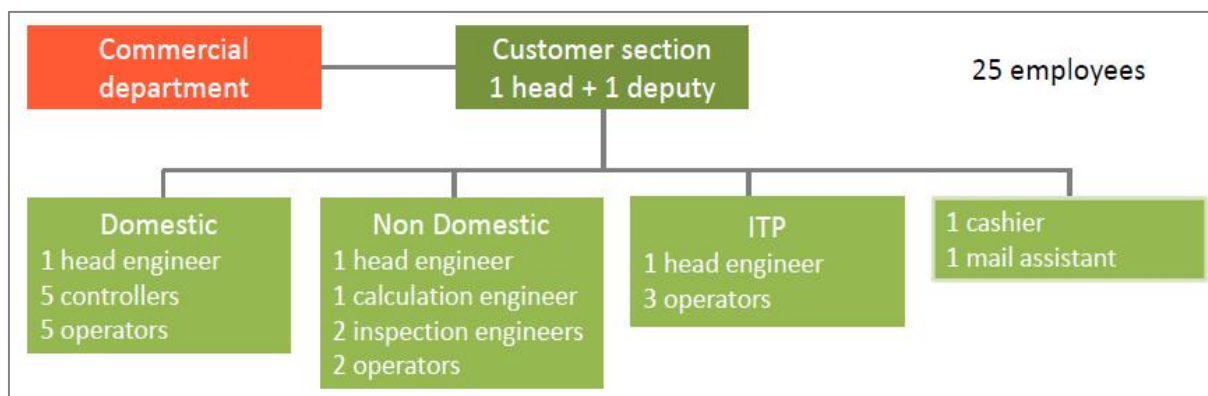 Commercial
department
Customer section
1 head + 1 deputy
25 employees
Domestic
1 head engineer
5 controllers
5 operators
Non Domestic
1 head engineer
1 calculation engineer
2 inspection engineers
2 operators
ITP
1 head engineer
3 operators
1 cashier
1 mail assistant